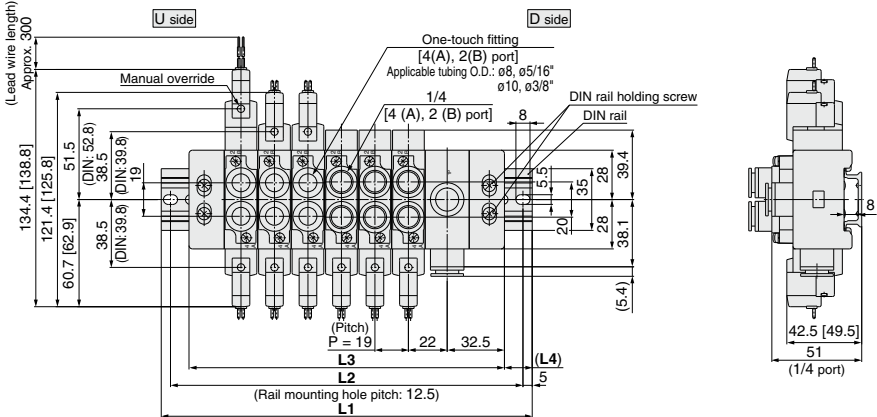 U side
D side
(Lead wire length)
Approx. 300
One-touch fitting
[4(A), 2(B) port]
Applicable tubing O.D.: ø8, ø5/16"
ø10, ø3/8"
Manual override
1/4
[4 (A), 2 (B) port]
DIN rail holding screw
DIN rail
8
134.4 [138.8]
121.4 [125.8]
51.5
(DIN: 52.8)
38.5
(DIN: 39.8)
19
60.7 [62.9]
38.5
(DIN: 39.8)
5.5
20
28
28
35
39.4
38.1
(5.4)
8
(Pitch)
P = 19
22
32.5
L3
(L4)
L2
5
(Rail mounting hole pitch: 12.5)
L1
42.5 [49.5]
51
(1/4 port)